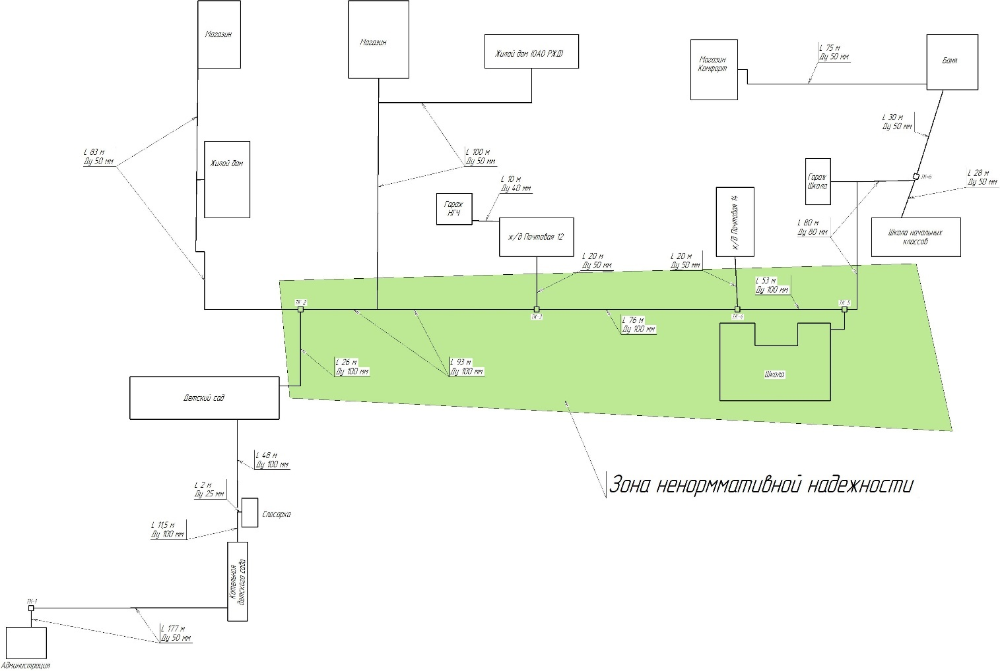 Магазин
Магазин
Жилой дом (ОАО РЖД)
Магазин
Комфорт
L 75 м
Ду 50 мм
Баня
L 30 м
Ду 50 мм
L 83 м
Ду 50 мм
Жилой дом
L 100 м
Ду 50 мм
L 10 м
Ду 40 мм
Гараж
НГЧ
ж/д Почтовая 12
ж/д Почтовая 14
Гараж
Школа
ТК-6
L 28 м
Ду 50 мм
L 80 м
Ду 80 мм
Школа начальных
классов
L 20 м
Ду 50 мм
L 20 м
Ду 50 мм
L 53 м
Ду 100 мм
ТК-2
ТК-3
ТК-4
ТК 5
L 76 м
Ду 100 мм
L 26 м
Ду 100 мм
L 93 м
Ду 100 мм
Школа
Детский сад
L 48 м
Ду 100 мм
Зона ненорммативной надежности
L 2 м
Ду 25 мм
Слесарка
L 11,5 м
Ду 100 мм
Котельная
детского сада
ТК-1
L 177 м
Ду 50 мм
Администрация